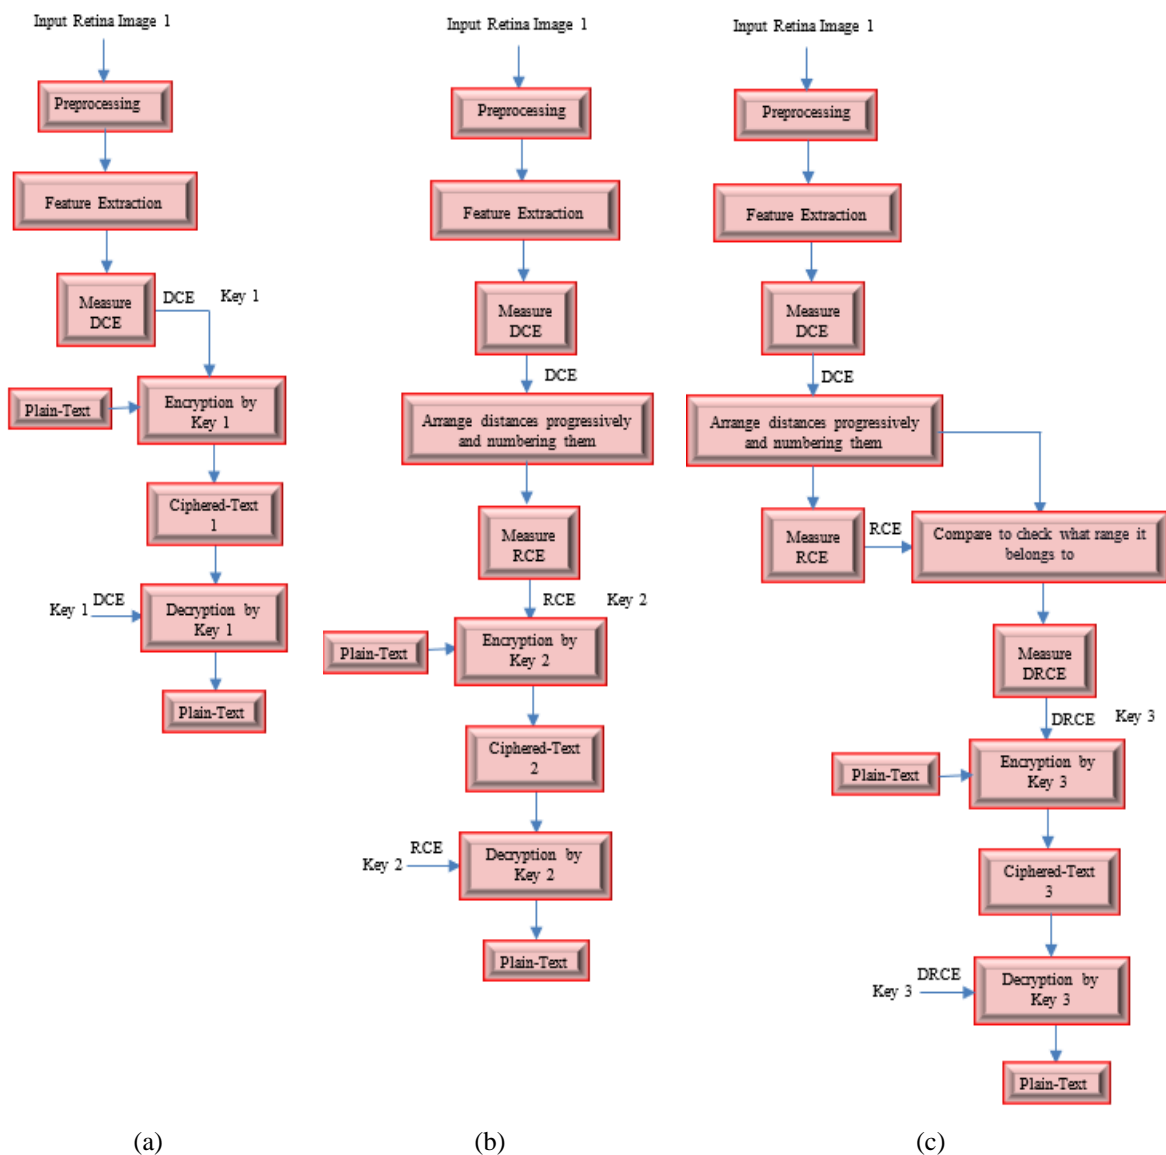 Input Retina Image 1
Preprocessing
Feature Extraction
Measure
DCE
DCE
Key 1
Plain-Text
Encryption by
Key 1
Ciphered-Text
1
Key 1
DCE
Decryption by
Key 1
Plain-Text
(a)
Input Retina Image 1
Preprocessing
Feature Extraction
Measure
DCE
DCE
Arrange distances progressively
and numbering them
Measure
RCE
RCE
Key 2
Plain-Text
Encryption by
Key 2
Ciphered-Text
2
Key 2
RCE
Decryption by
Key 2
Plain-Text
(b)
Input Retina Image 1
Preprocessing
Feature Extraction
Measure
DCE
DCE
Arrange distances progressively
and numbering them
Measure
RCE
RCE
Compare to check what range it
belongs to
Measure
DRCE
DRCE
Key 3
Plain-Text
Encryption by
Key 3
Ciphered-Text
3
Key 3
DRCE
Decryption by
Key 3
Plain-Text
(c)